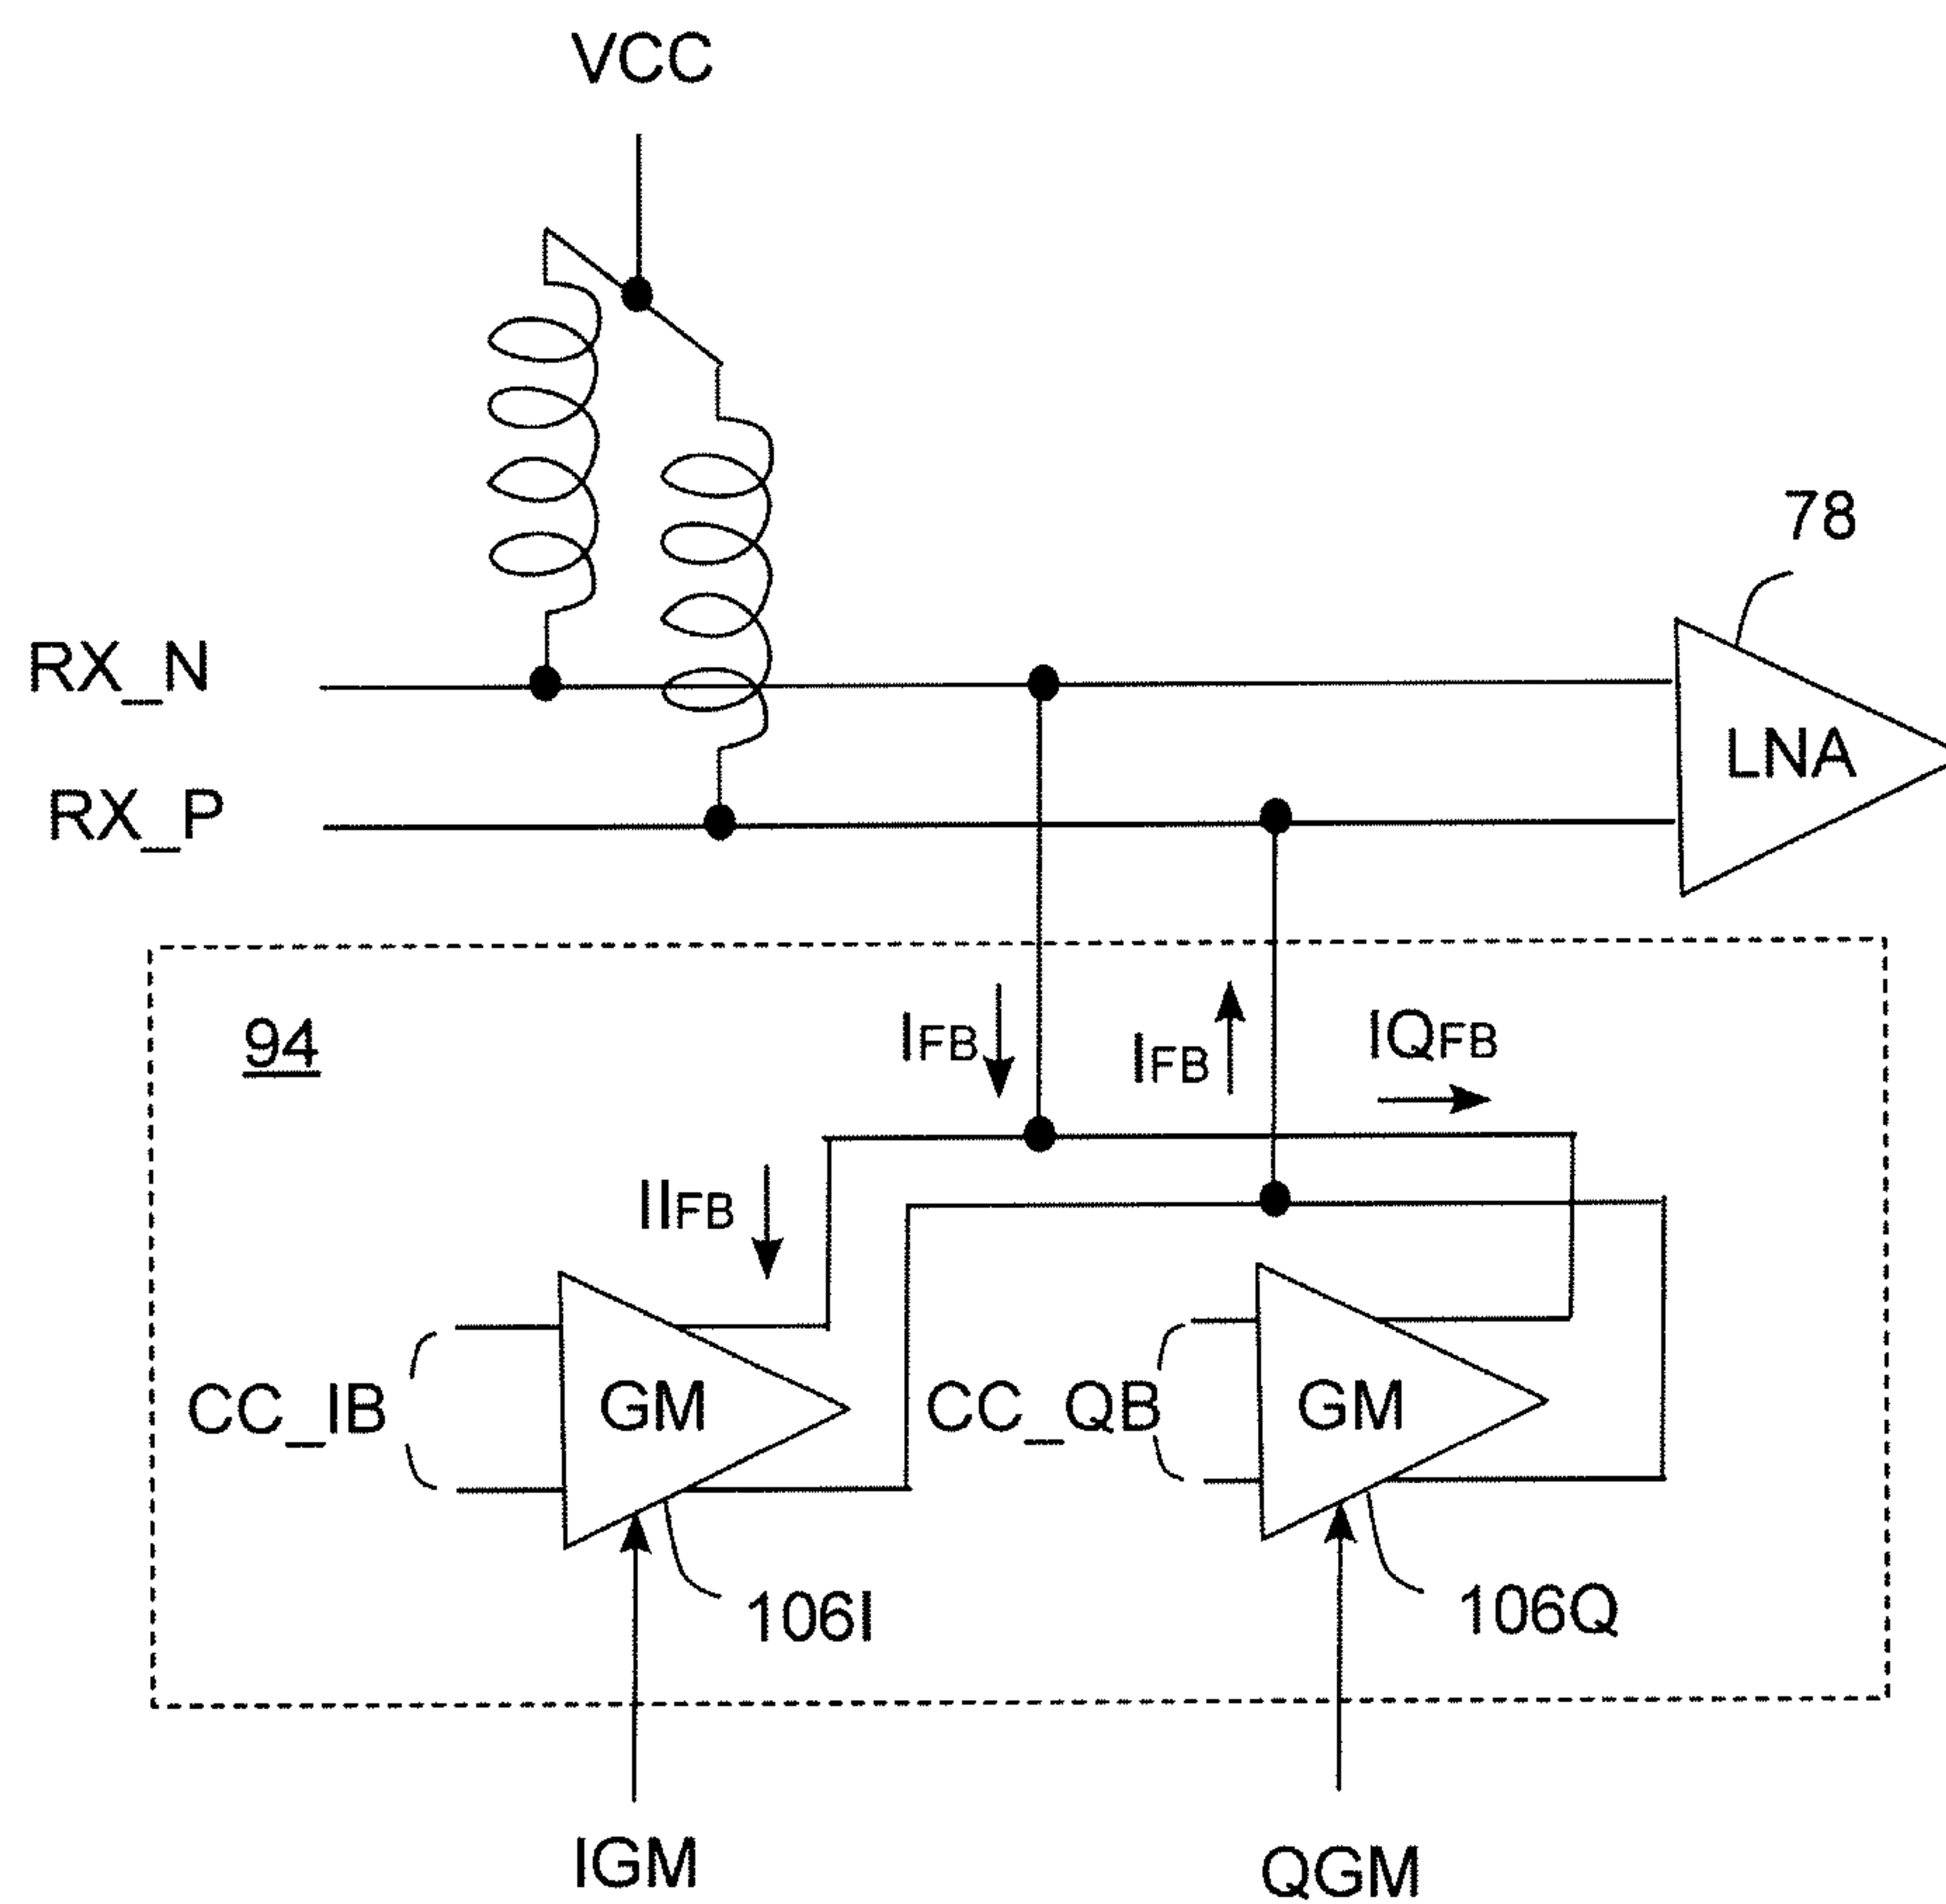 VCC
78
RX_N
LNA
RX_P
94
IFB
IFB
IQFB
IIFB
CC_IB
GM
CC_QB
GM
106I
106Q
IGM
QGM